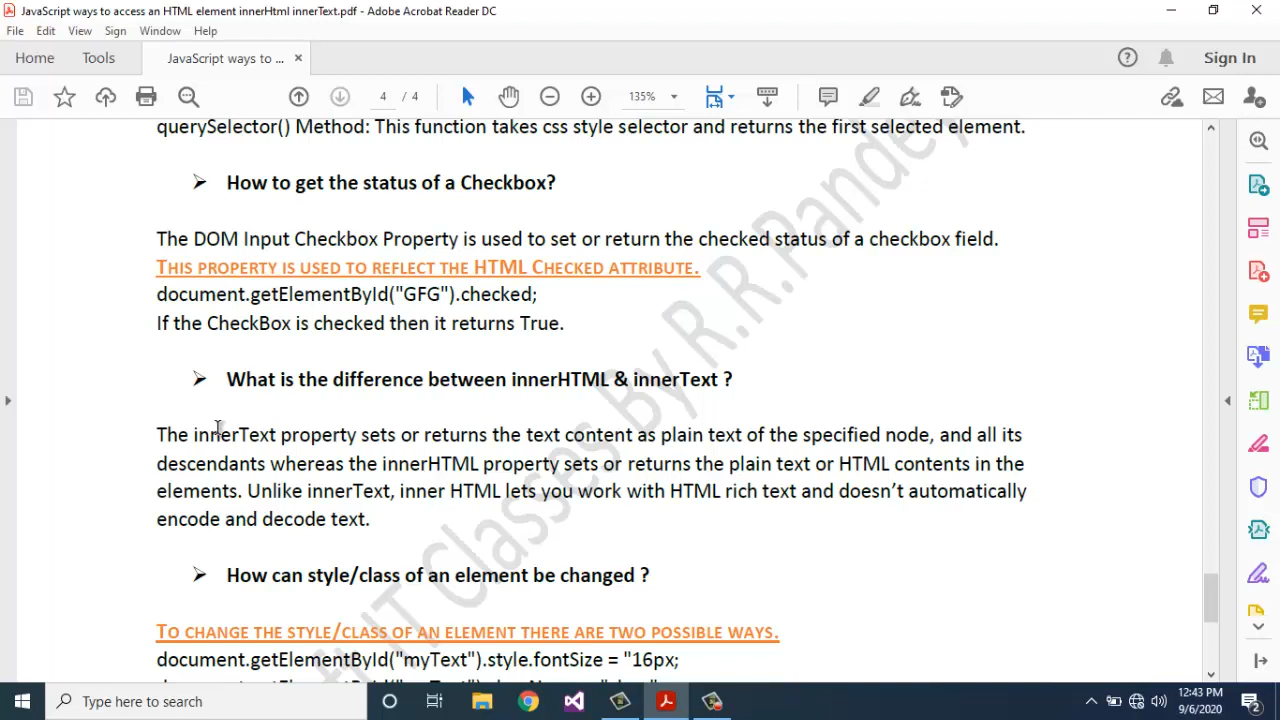 JavaScript ways to access an HTML element innerHtml innerText.pdf - Adobe Acrobat Reader DC
File Edit View Sign Window Help
Home Tools JavaScript ways to ... × Sign In
4 / 4 135%
querySelector() Method: This function takes css style selector and returns the first selected element.
➢ How to get the status of a Checkbox?
The DOM Input Checkbox Property is used to set or return the checked status of a checkbox field.
THIS PROPERTY IS USED TO REFLECT THE HTML CHECKED ATTRIBUTE.
document.getElementById("GFG").checked;
If the CheckBox is checked then it returns True.
➢ What is the difference between innerHTML & innerText ?
The innerText property sets or returns the text content as plain text of the specified node, and all its
descendants whereas the innerHTML property sets or returns the plain text or HTML contents in the
elements. Unlike innerText, inner HTML lets you work with HTML rich text and doesn't automatically
encode and decode text.
➢ How can style/class of an element be changed ?
TO CHANGE THE STYLE/CLASS OF AN ELEMENT THERE ARE TWO POSSIBLE WAYS.
document.getElementById("myText").style.fontSize = "16px;
IT Classes By R.R.Pandey
Type here to search
12:43 PM
9/6/2020
2